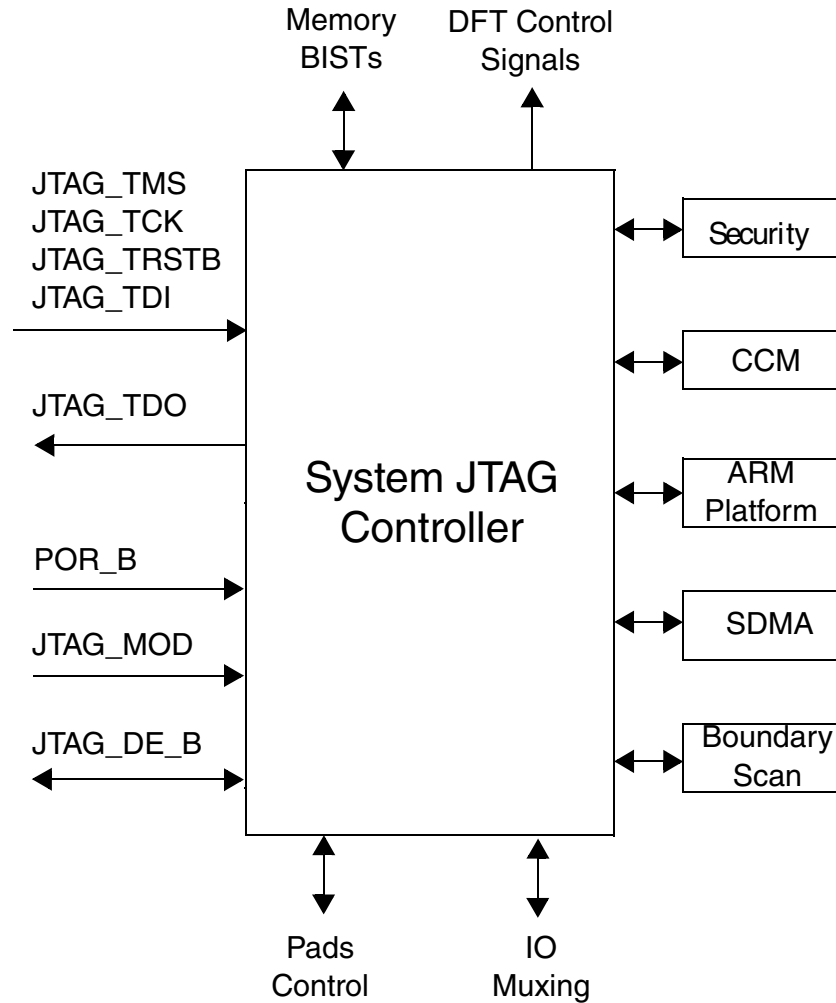 Memory
BISTs
DFT Control
Signals
JTAG_TMS
JTAG_TCK
JTAG_TRSTB
JTAG_TDI
JTAG_TDO
POR_B
JTAG_MOD
JTAG_DE_B
System JTAG
Controller
Security
CCM
ARM
Platform
SDMA
Boundary
Scan
Pads
Control
IO
Muxing